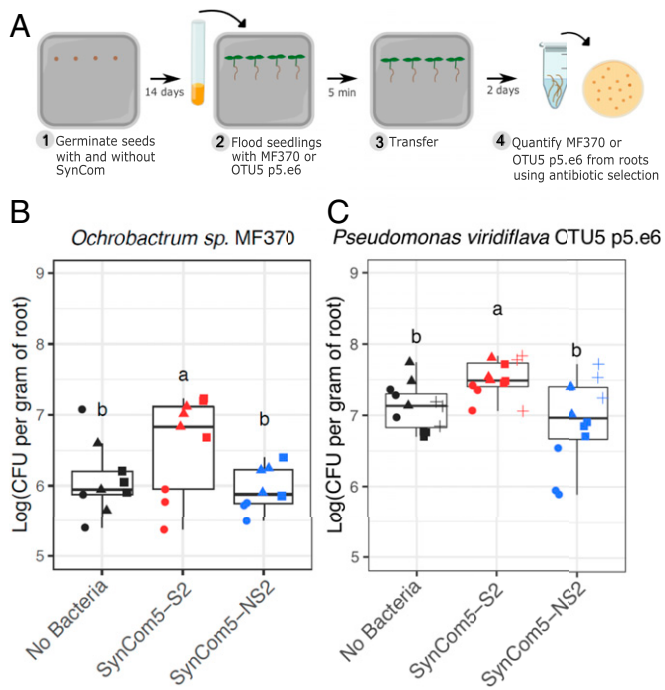 A
14 days
5 min
2 days
1 Germinate seeds
with and without
SynCom
2 Flood seedlings
with MF370 or
OTU5 p5.e6
3 Transfer
4 Quantify MF370 or
OTU5 p5.e6 from roots
using antibiotic selection
B
Ochrobactrum sp. MF370
Log(CFU per gram of root)
9
8
7
6
5
b
a
b
No Bacteria
SynCom5–S2
SynCom5–NS2
C
Pseudomonas viridiflava OTU5 p5.e6
Log(CFU per gram of root)
9
8
7
6
5
b
a
b
No Bacteria
SynCom5–S2
SynCom5–NS2